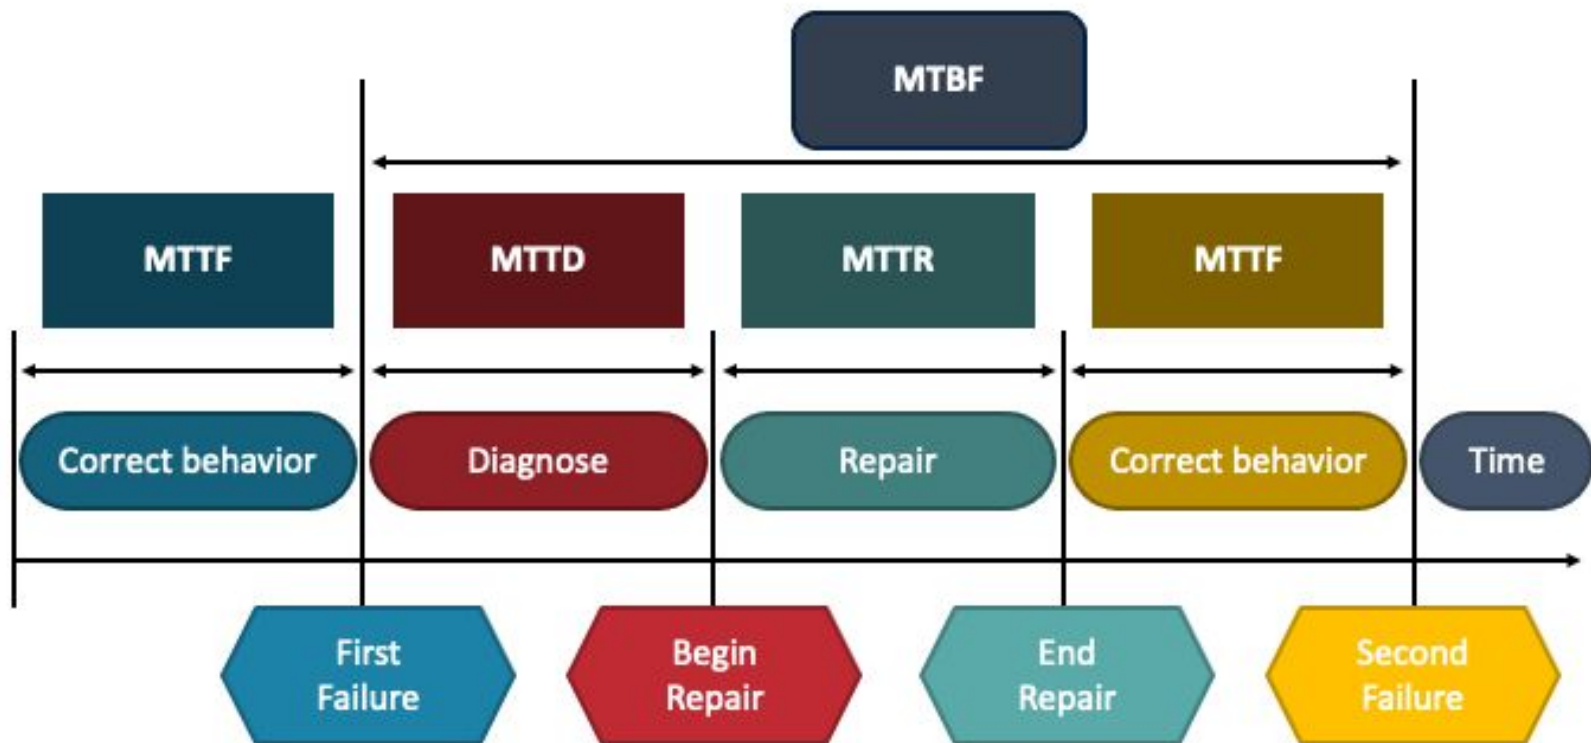 MTBF
MTTF
MTTD
MTTR
MTTF
Correct behavior
Diagnose
Repair
Correct behavior
Time
First
Failure
Begin
Repair
End
Repair
Second
Failure